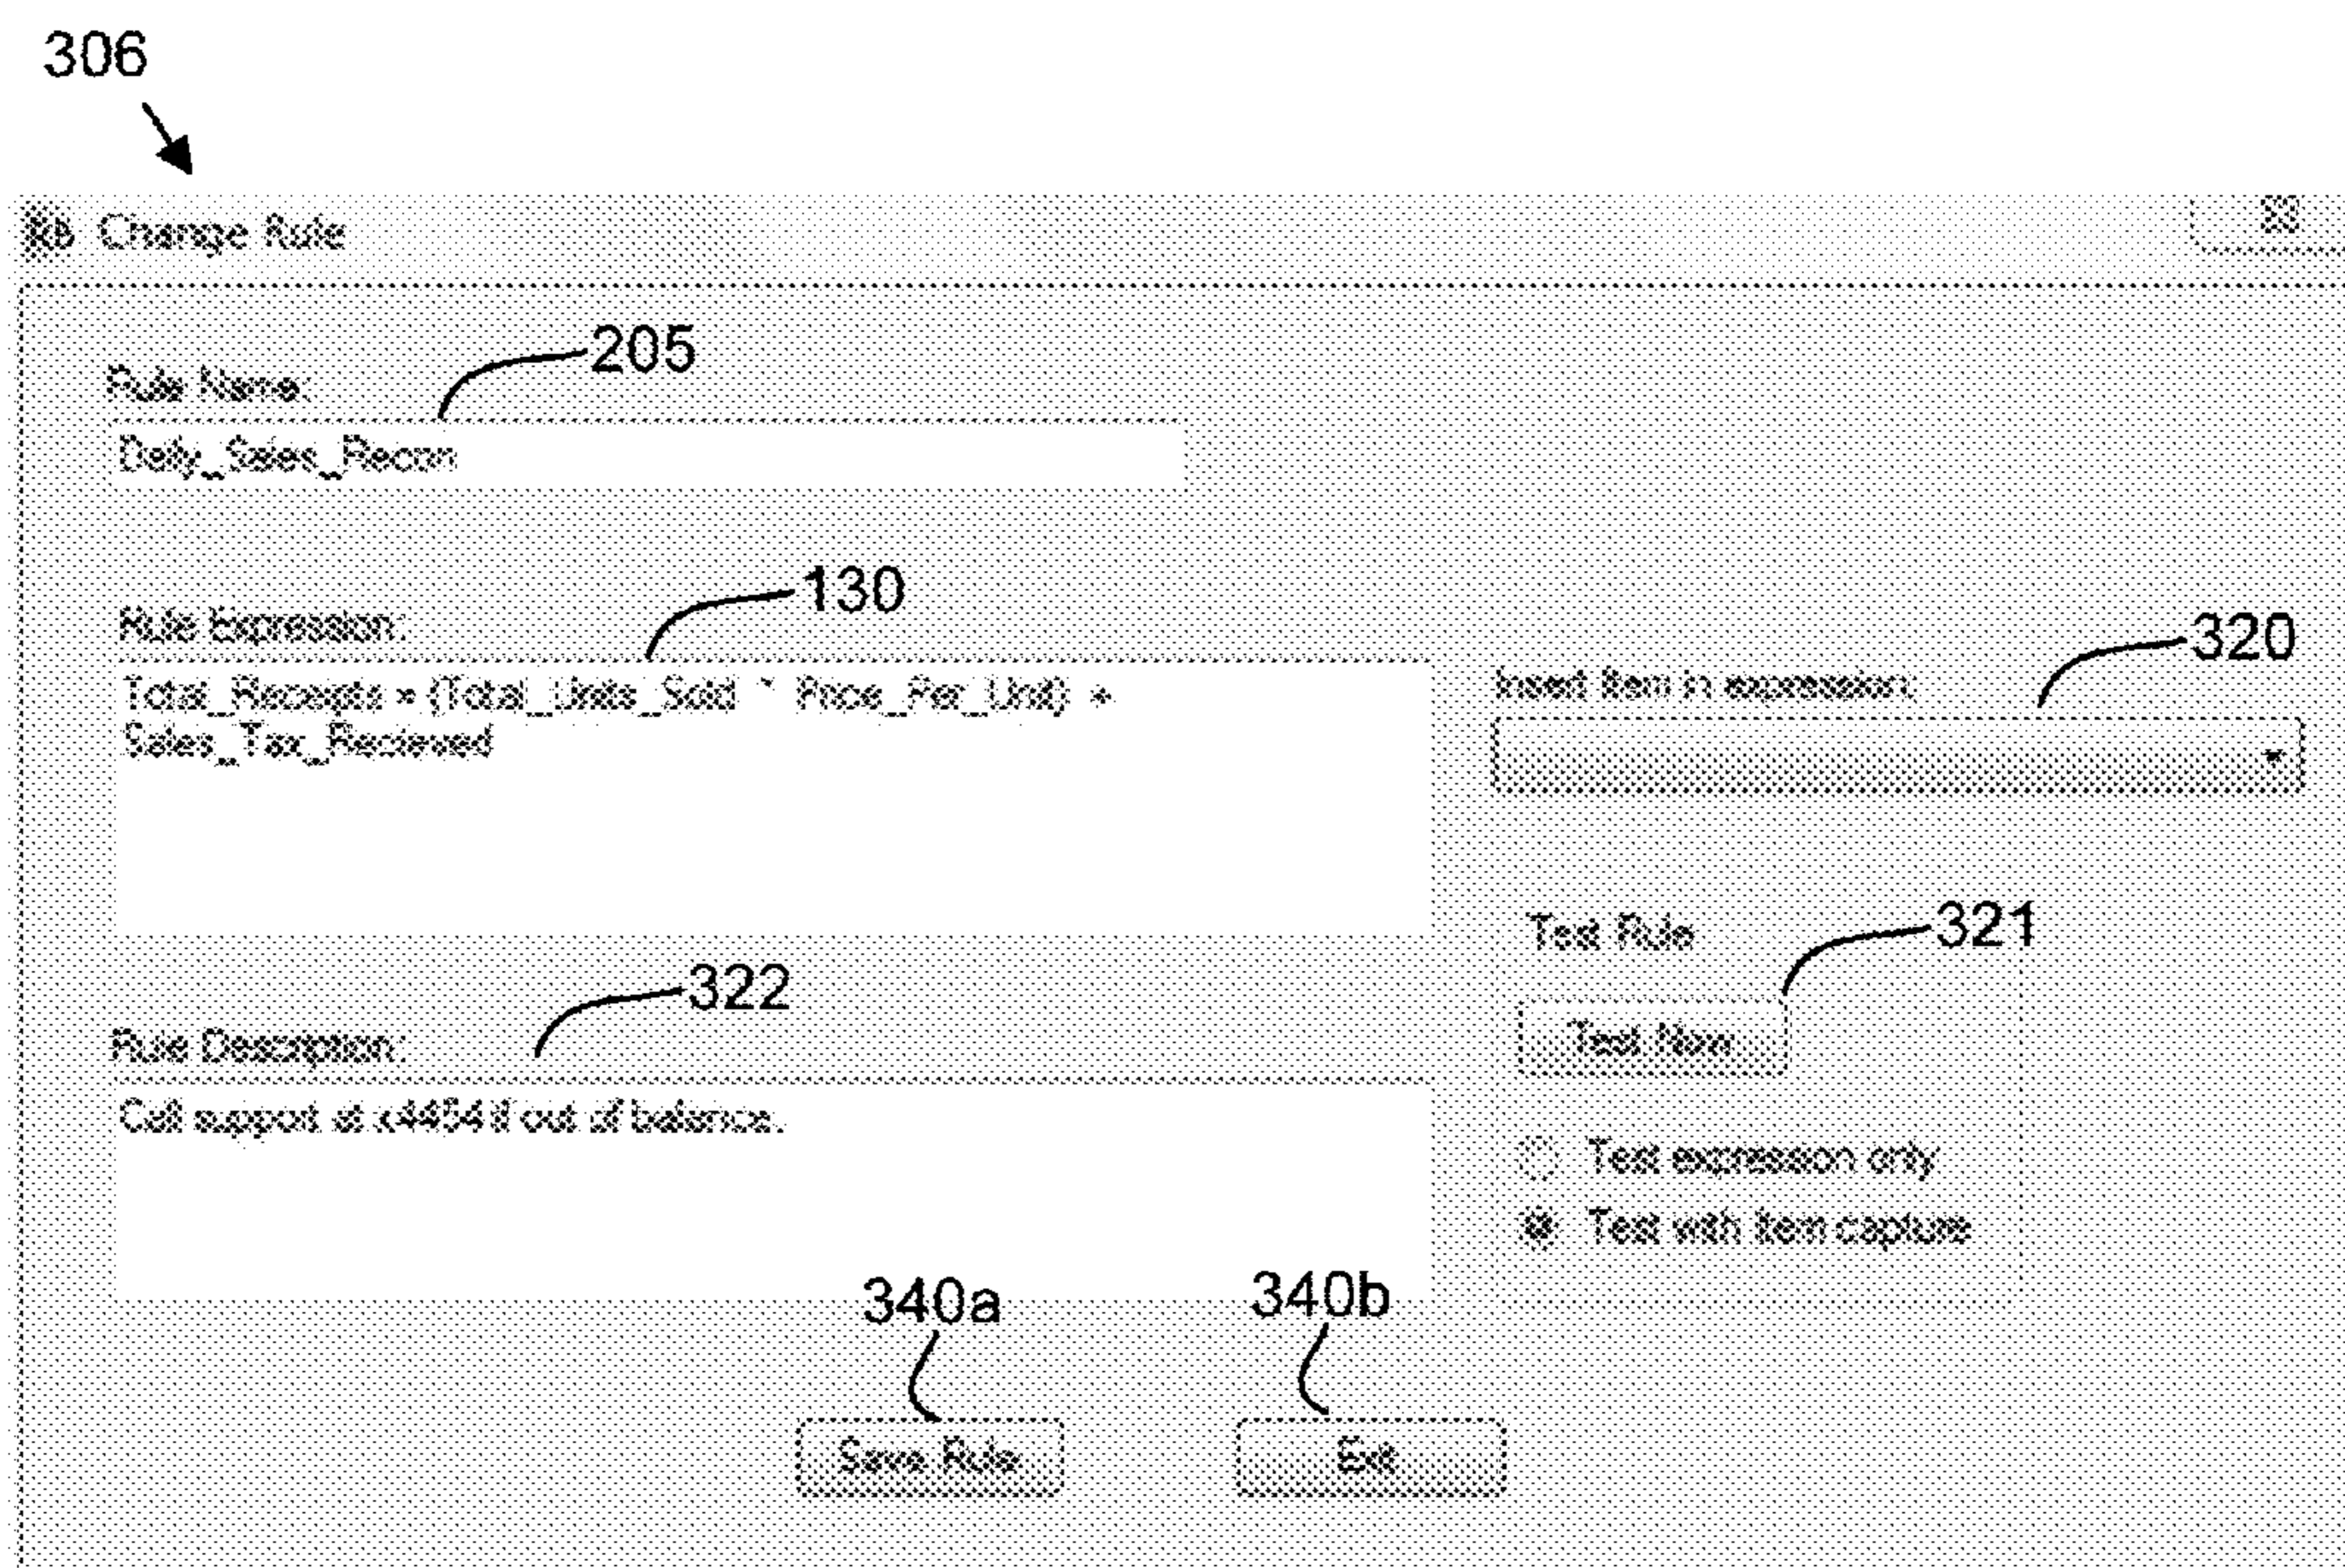 306
Rb Change Rule
205
Rule Name:
Daily_Sales_Recon
130
Rule Expression:
320
Total_Receipts = (Total_Units_Sold * Price_Per_Unit) +
Sales_Tax_Recieved
Insert item in expression:
Test Rule
321
322
Rule Description:
Test Now
Call support at x4454 if out of balance.
Test expression only
Test with item capture
340a
340b
Save Rule
Exit